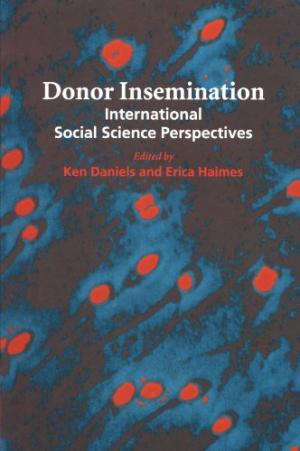 Donor Insemination
International
Social Science Perspectives
Edited by
Ken Daniels and Erica Haimes